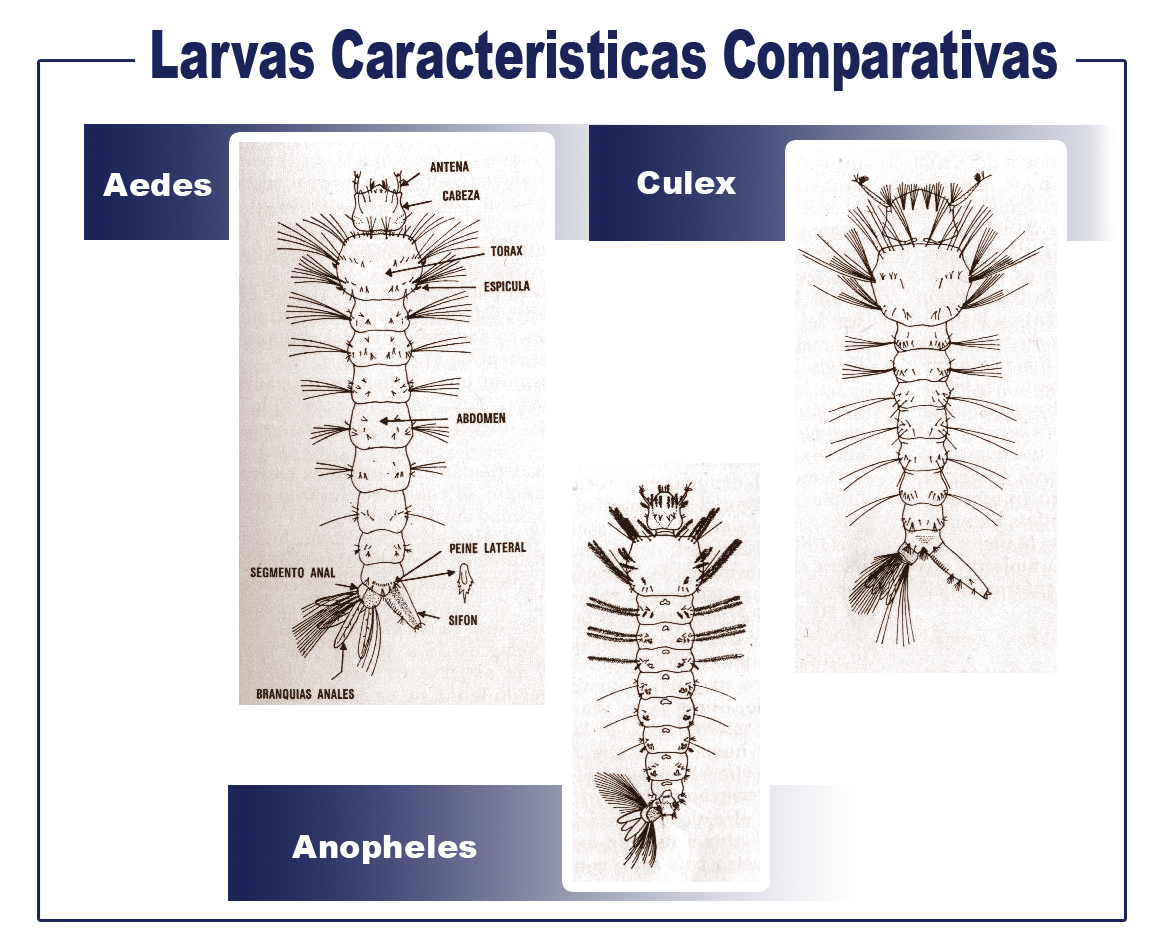 Larvas Caracteristicas Comparativas
Aedes
ANTENA
CABEZA
TORAX
ESPICULA
ABDOMEN
PEINE LATERAL
SEGMENTO ANAL
SIFON
BRANQUIAS ANALES
Culex
Anopheles